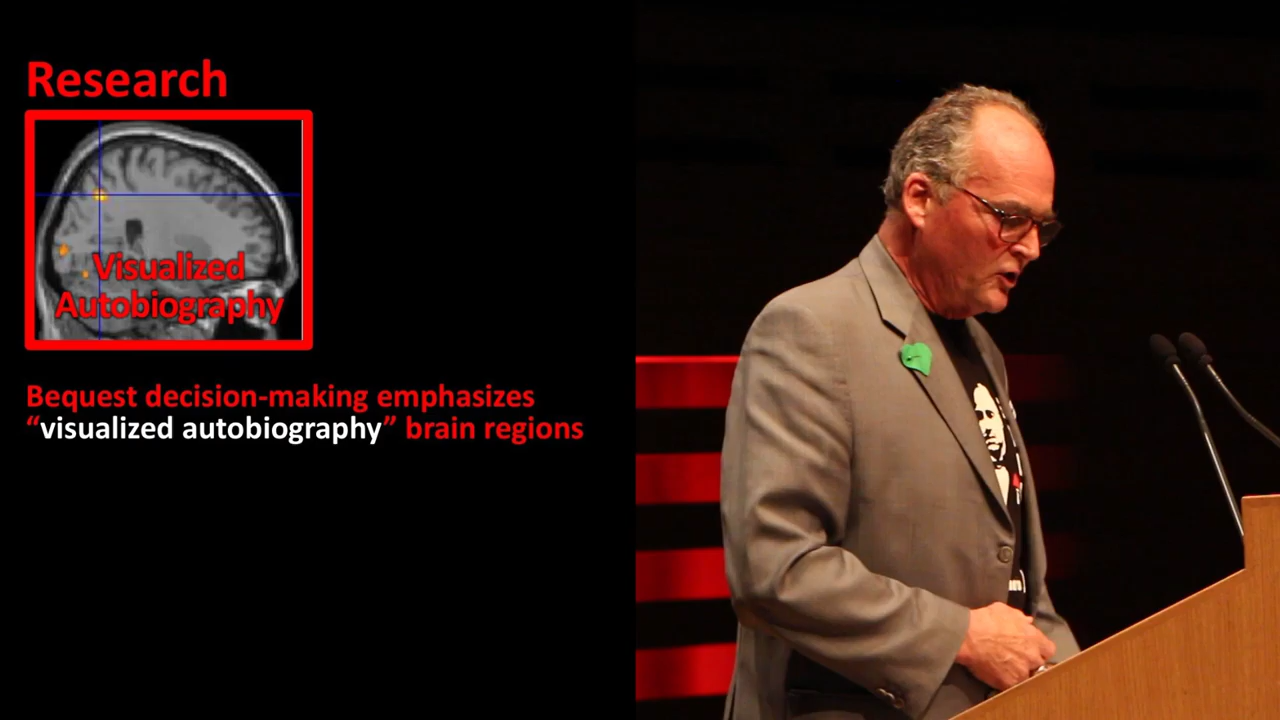 Research
Visualized
Autobiography
Bequest decision-making emphasizes
“visualized autobiography” brain regions